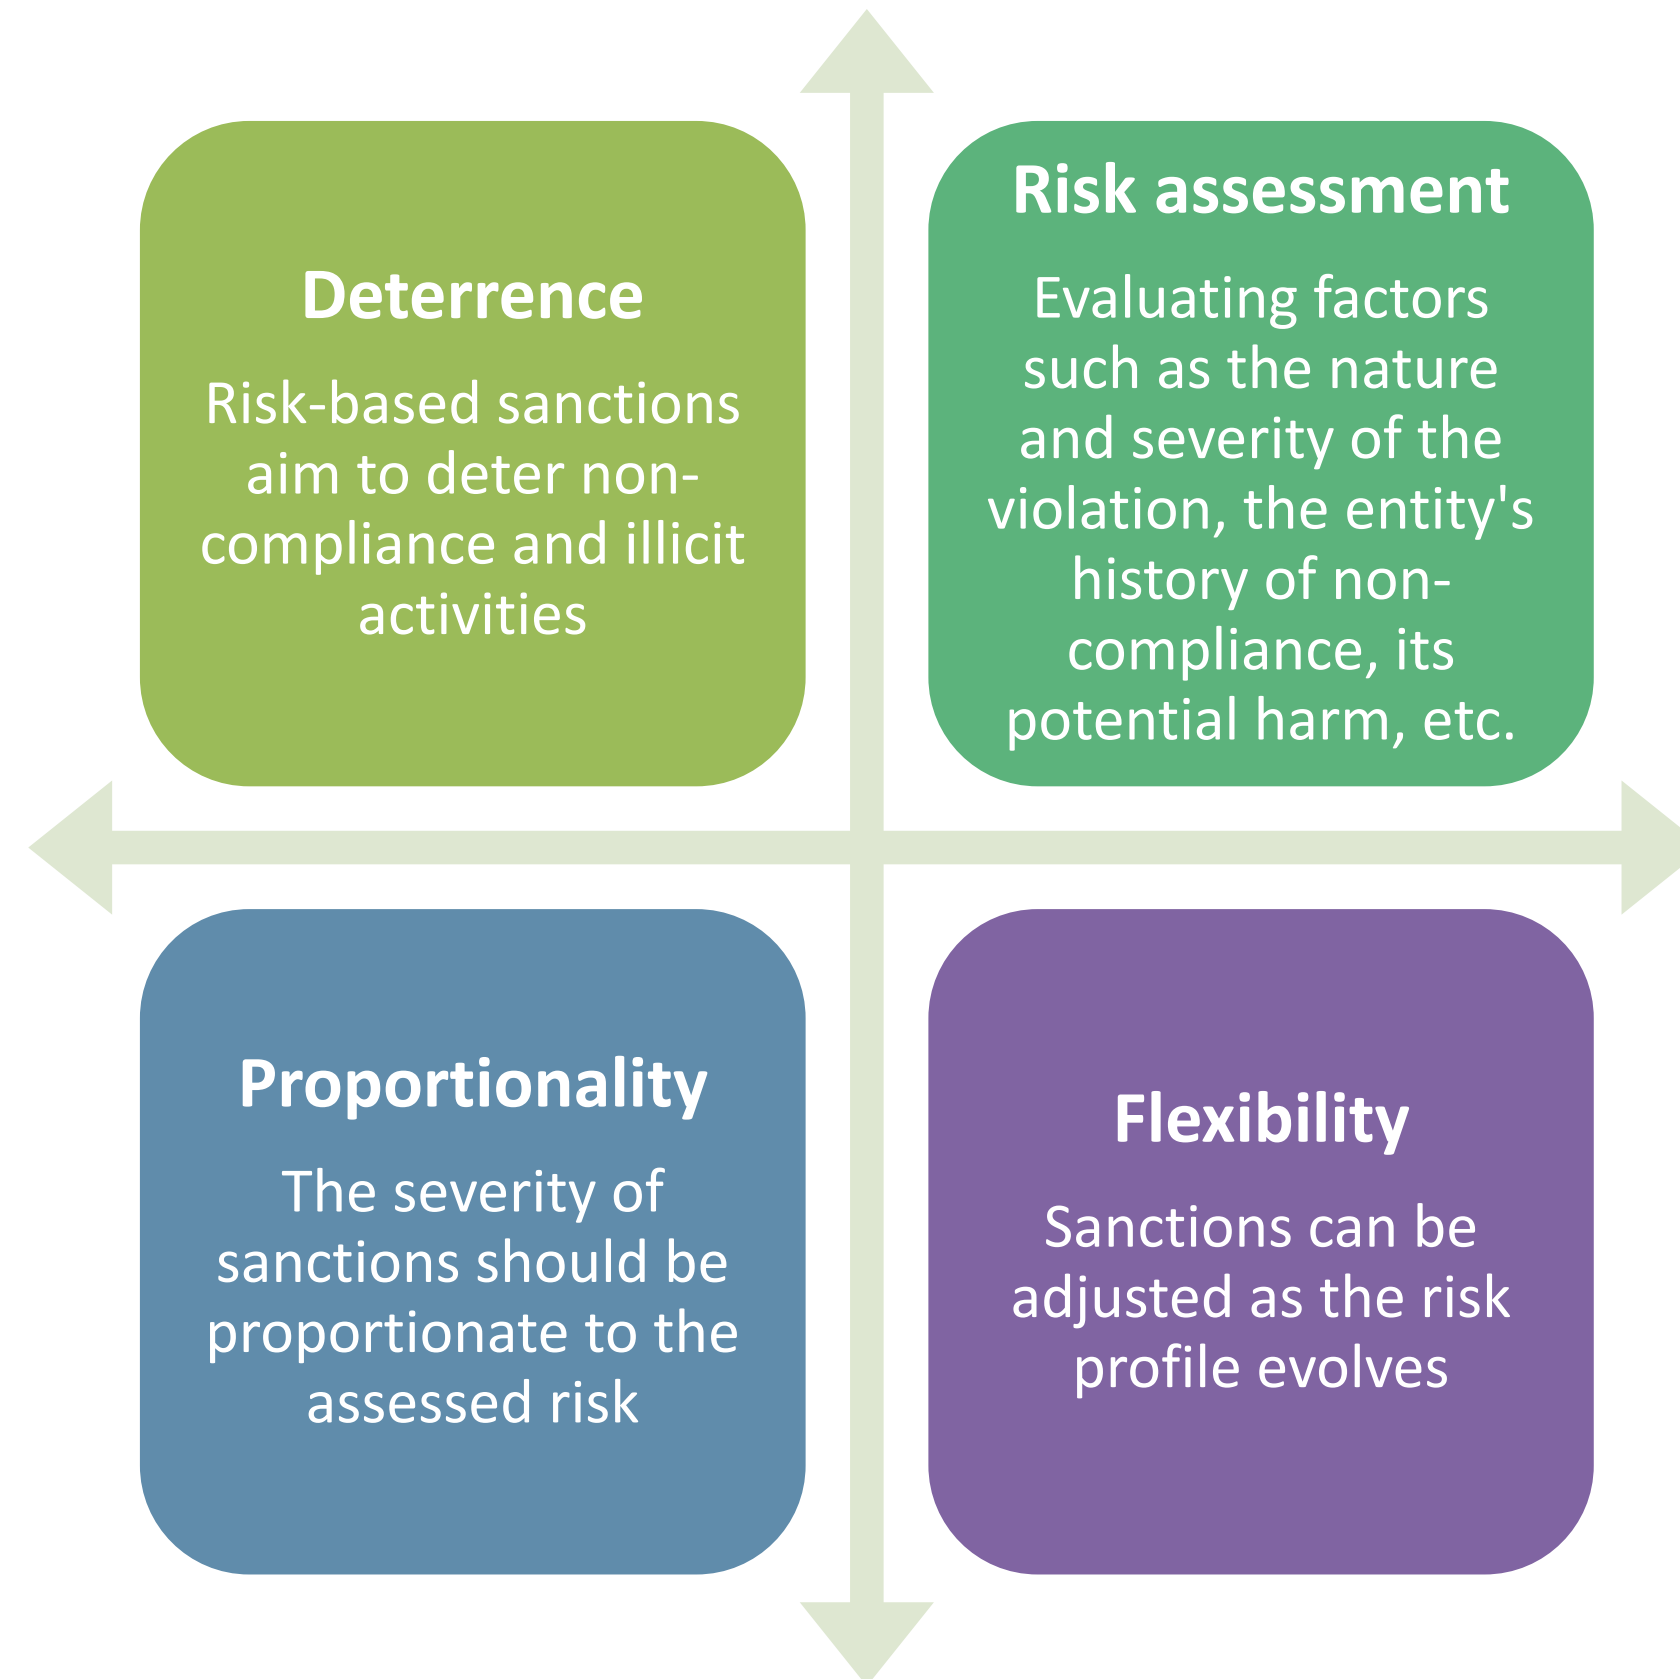 Deterrence
Risk-based sanctions
aim to deter non-
compliance and illicit
activities
Risk assessment
Evaluating factors
such as the nature
and severity of the
violation, the entity's
history of non-
compliance, its
potential harm, etc.
Proportionality
The severity of
sanctions should be
proportionate to the
assessed risk
Flexibility
Sanctions can be
adjusted as the risk
profile evolves